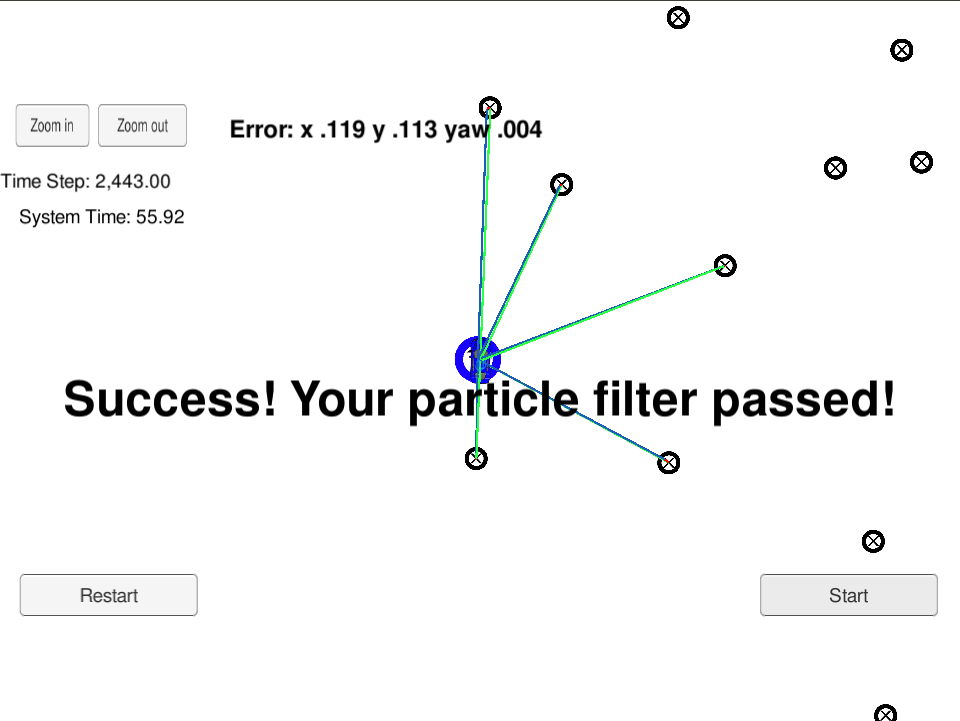 Zoom in Zoom out
Error: x .119 y .113 yaw .004
Time Step: 2,443.00
System Time: 55.92
Success! Your particle filter passed!
Restart
Start